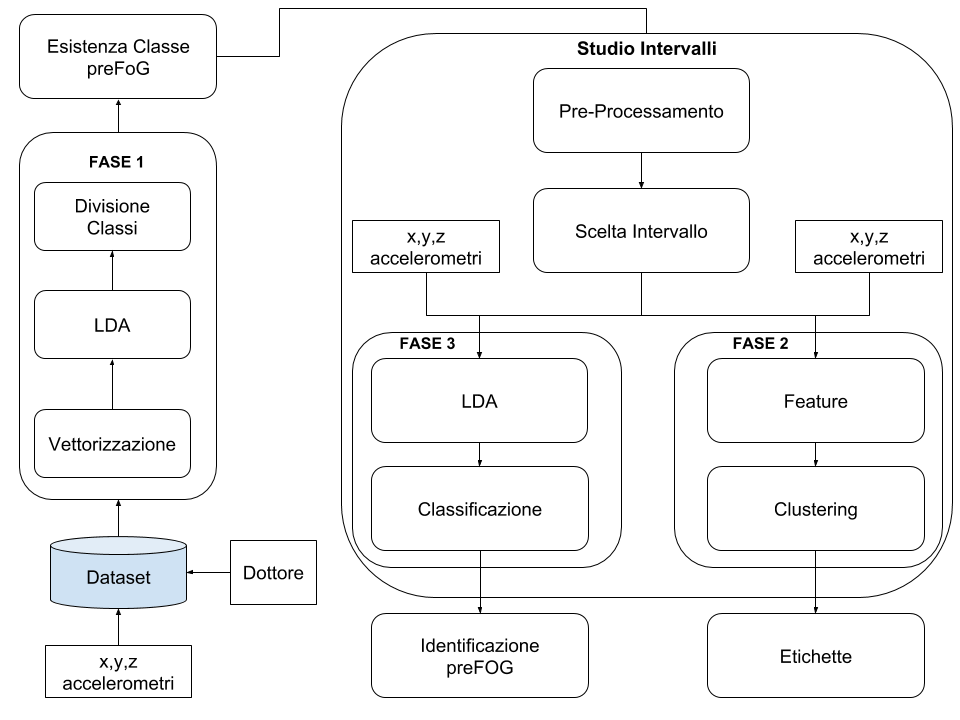 Esistenza Classe
preFoG
FASE 1
Divisione
Classi
LDA
Vettorizzazione
Dataset
Dottore
x,y,z
accelerometri
Studio Intervalli
Pre-Processamento
Scelta Intervallo
x,y,z
accelerometri
x,y,z
accelerometri
FASE 3
LDA
Classificazione
Identificazione
preFOG
FASE 2
Feature
Clustering
Etichette